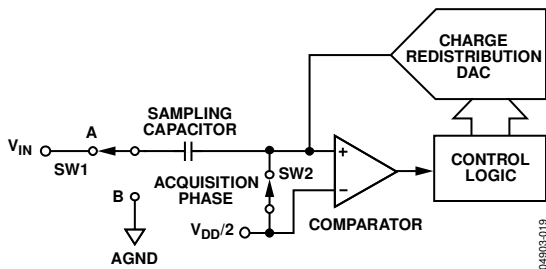 CHARGE
REDISTRIBUTION
DAC
SAMPLING
CAPACITOR
A
VIN
SW1
+
SW2
CONTROL
LOGIC
ACQUISITION
PHASE
–
B
COMPARATOR
VDD/2
AGND
04903-019